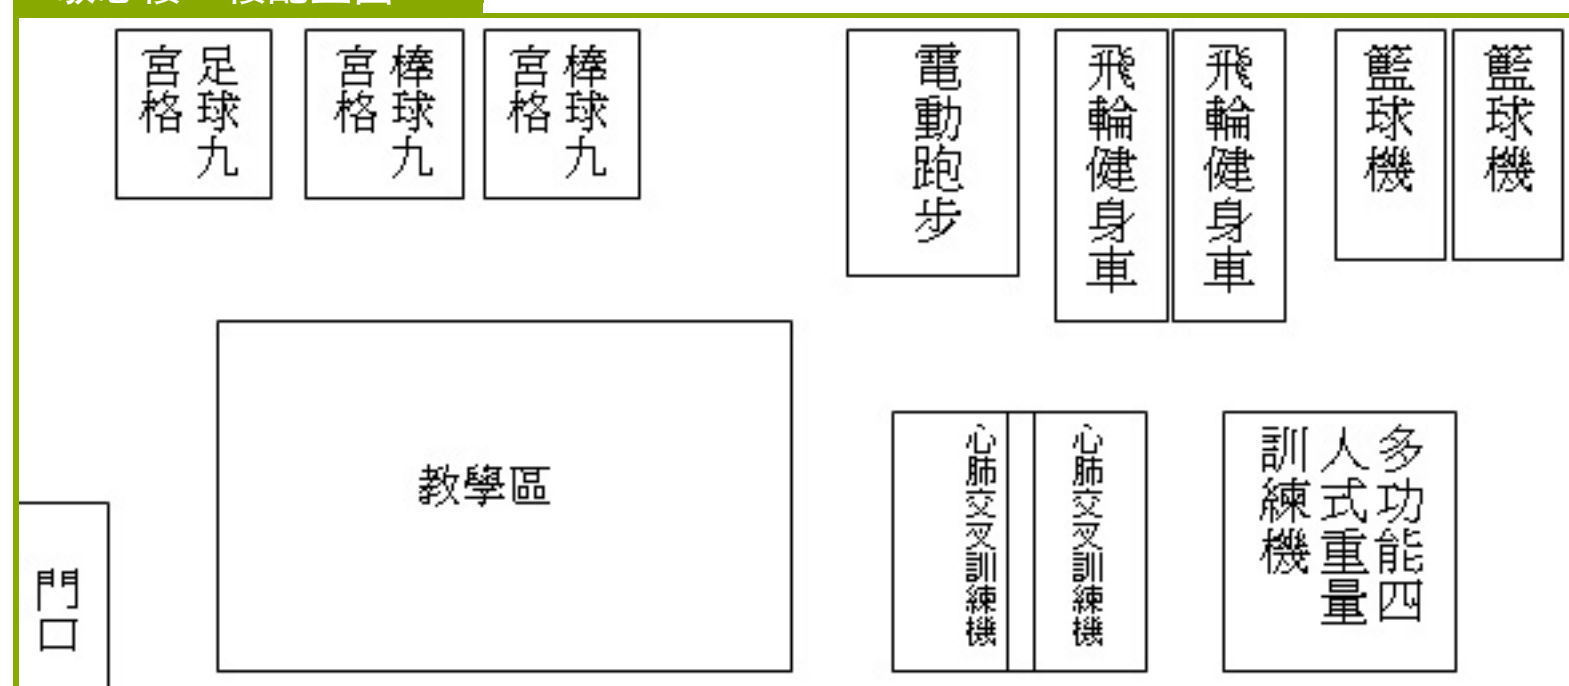 足球九
宮格
棒球九
宮格
棒球九
宮格
電動跑步
飛輪健身車
飛輪健身車
籃球機
籃球機
教學區
心肺交叉訓練機
心肺交叉訓練機
多功能四
人式重量
訓練機
門口